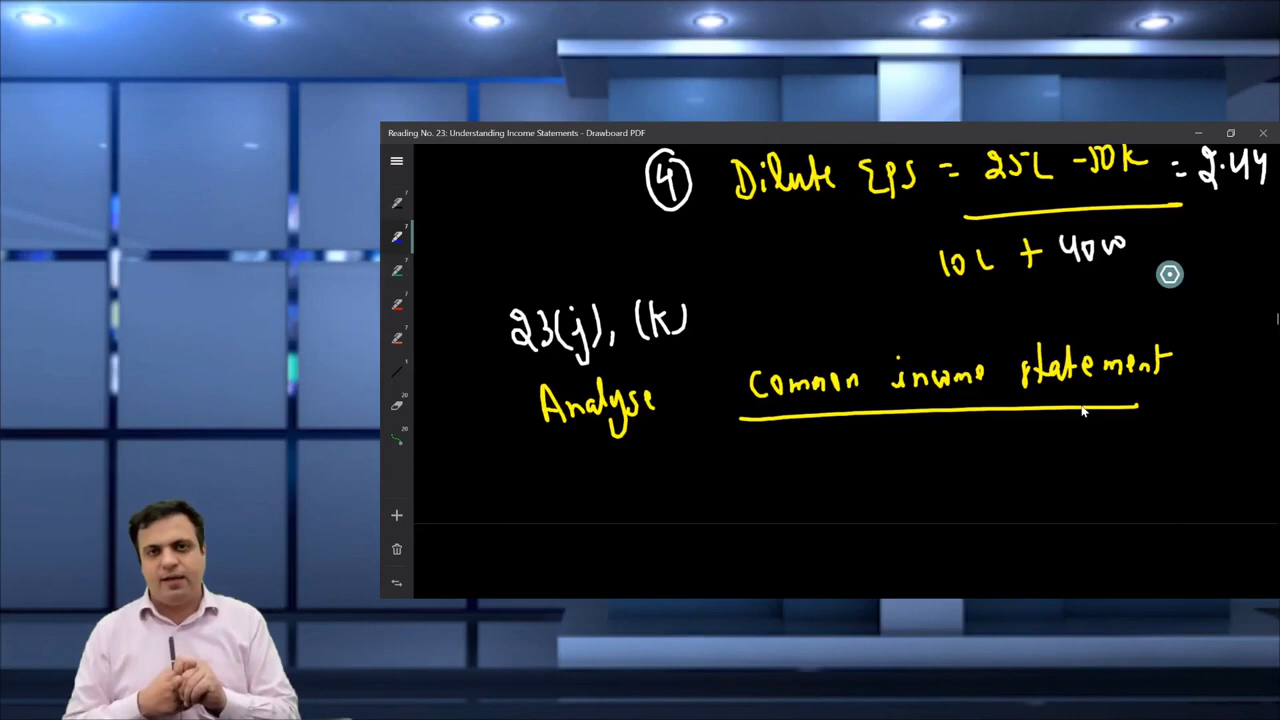 Reading No. 23: Understanding Income Statements - Drawboard PDF
④ Dilute EPS = 25L - 50k = 2.44
10L + 4000
23(j), (k)
Analyse Common income statement